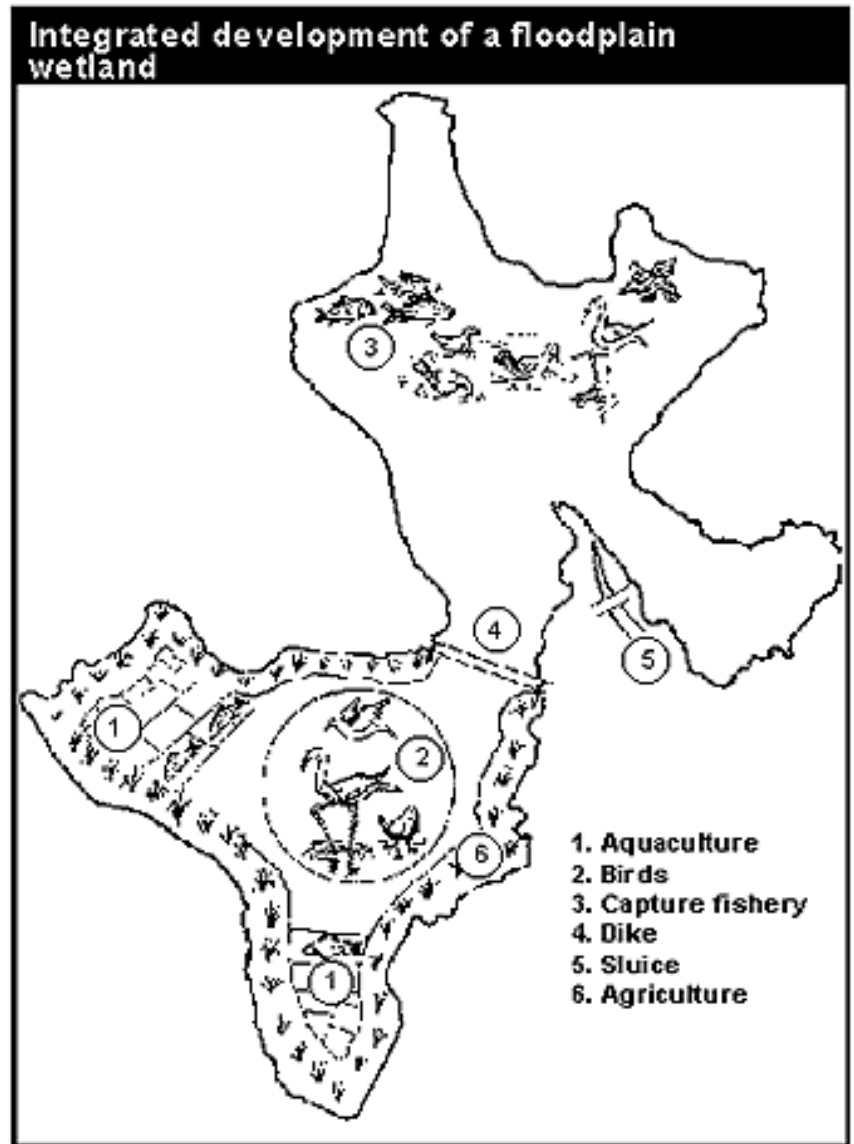 Integrated development of a floodplain
wetland
3
4
5
1
2
6
1
1. Aquaculture
2. Birds
3. Capture fishery
4. Dike
5. Sluice
6. Agriculture